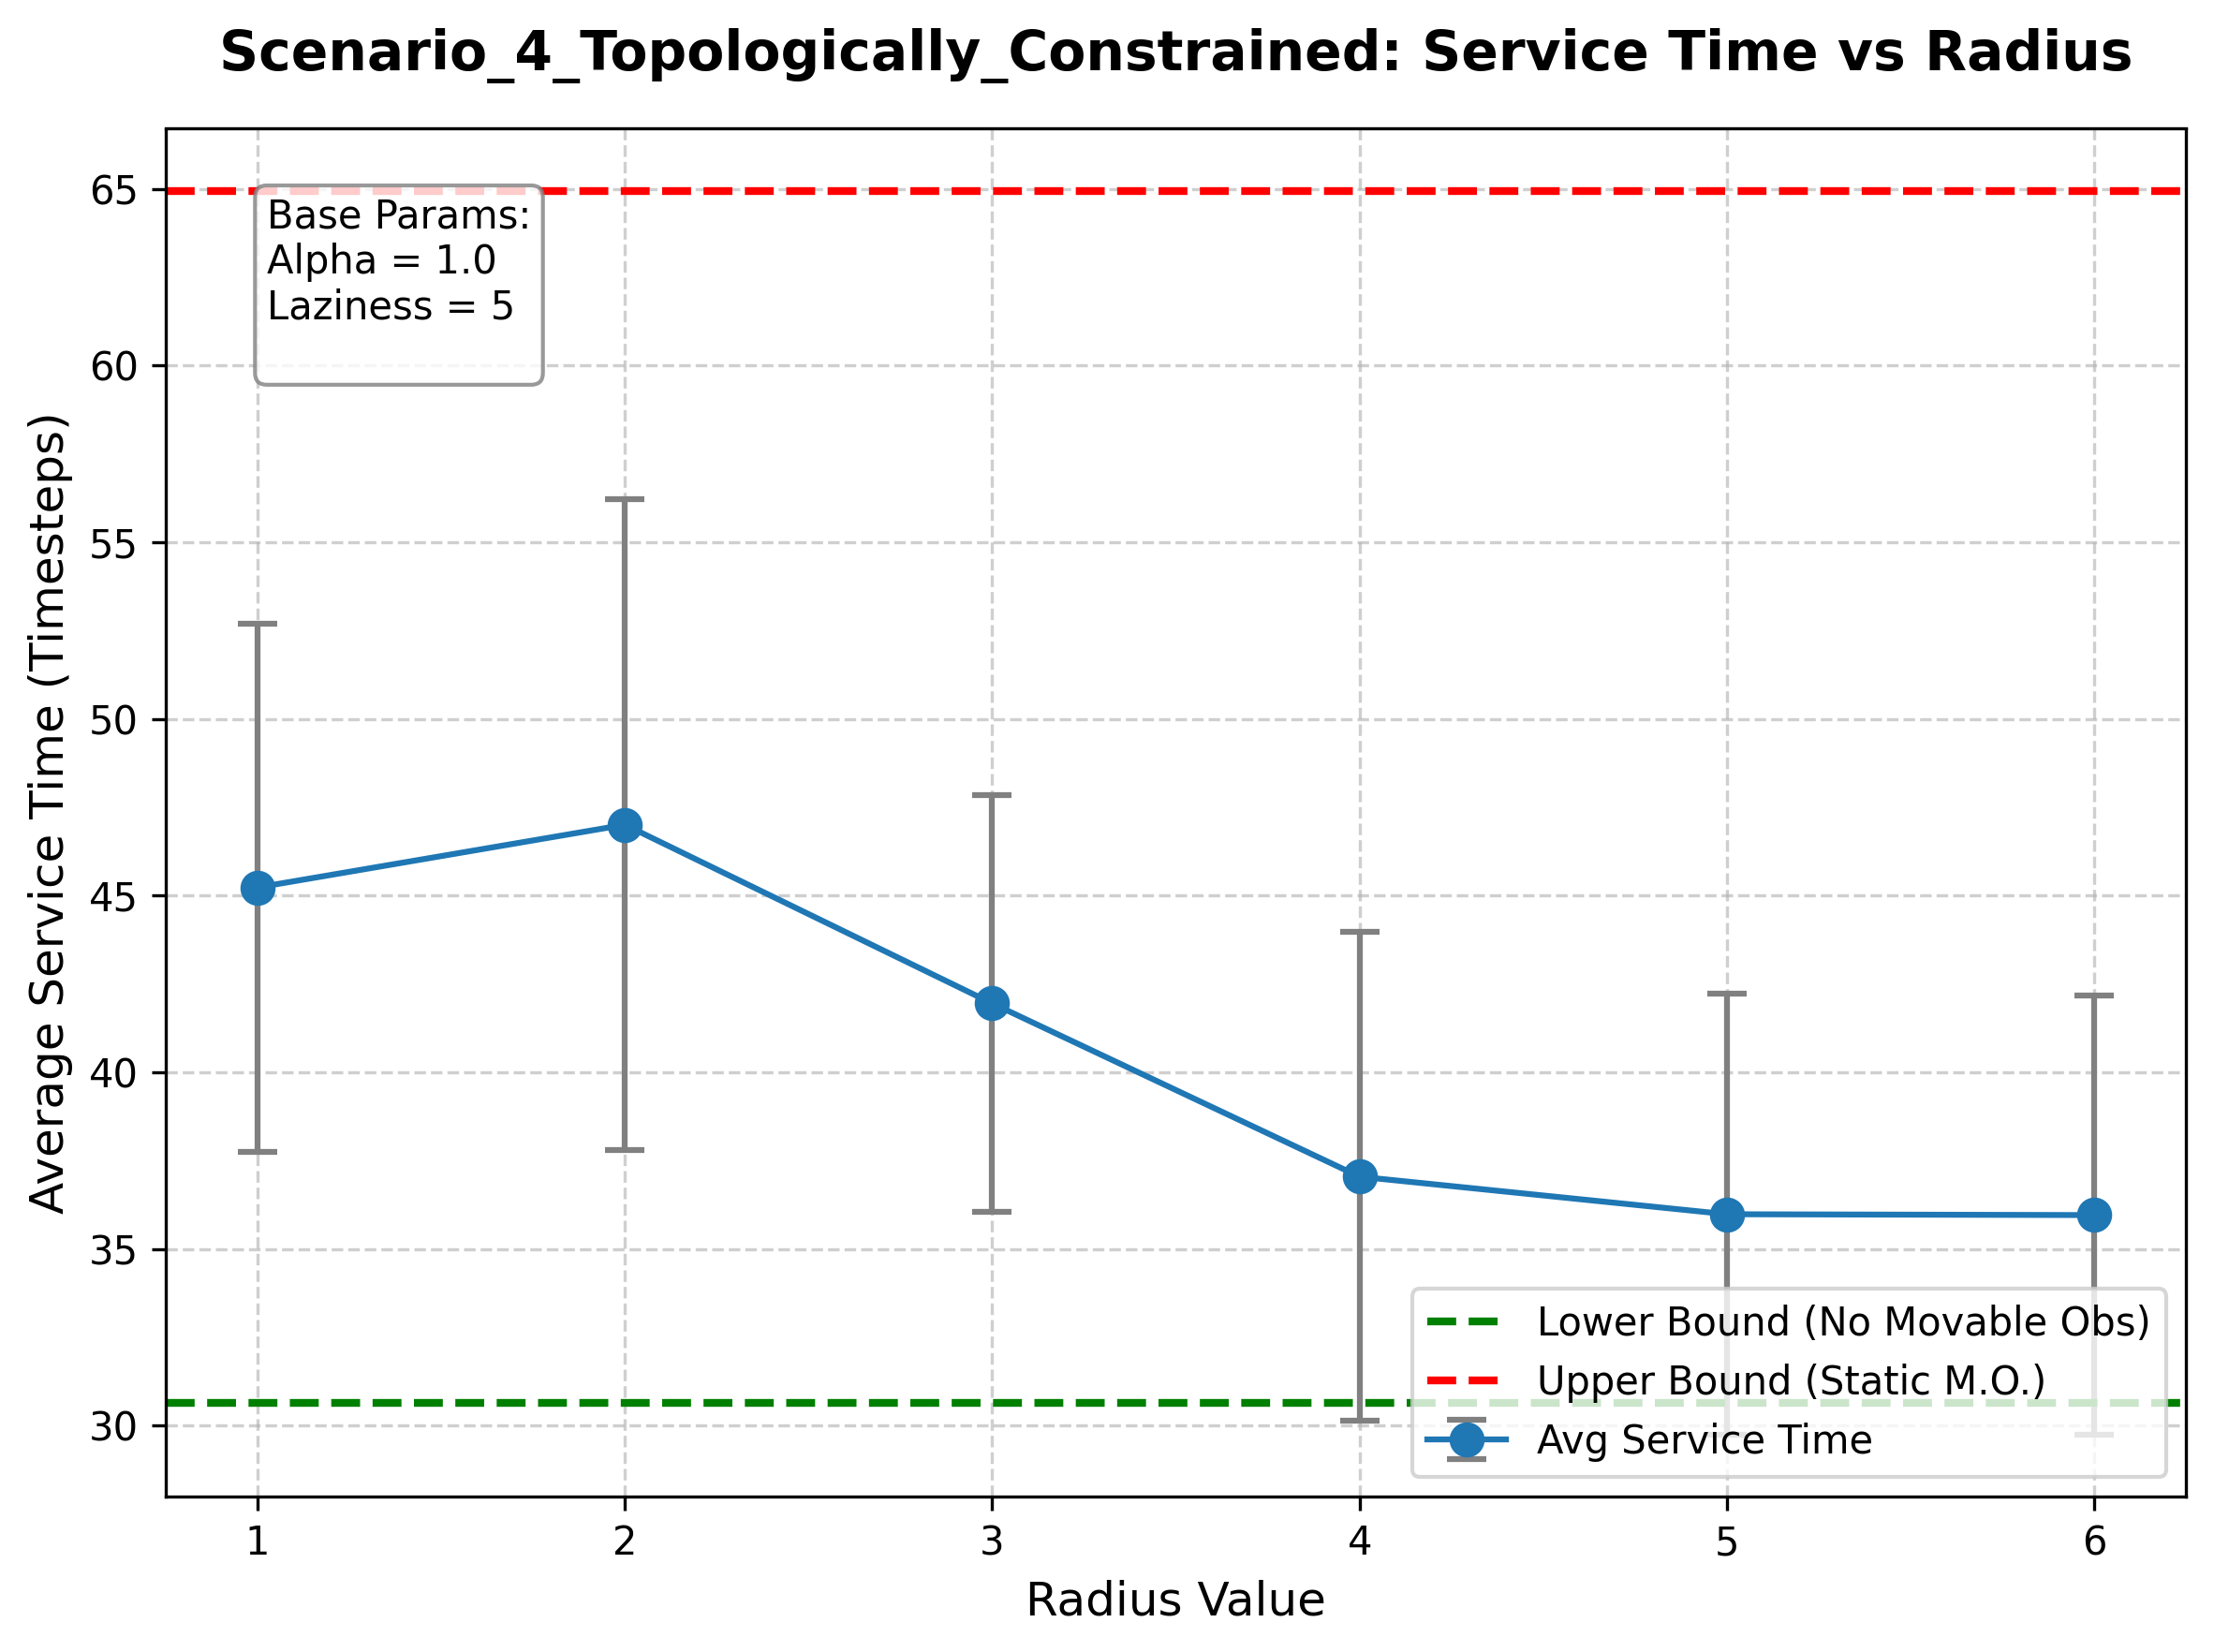 Scenario_4_Topologically_Constrained: Service Time vs Radius
Average Service Time (Timesteps)
65
60
55
50
45
40
35
30
Base Params:
Alpha = 1.0
Laziness = 5
Lower Bound (No Movable Obs)
Upper Bound (Static M.O.)
Avg Service Time
1 2 3 4 5 6
Radius Value